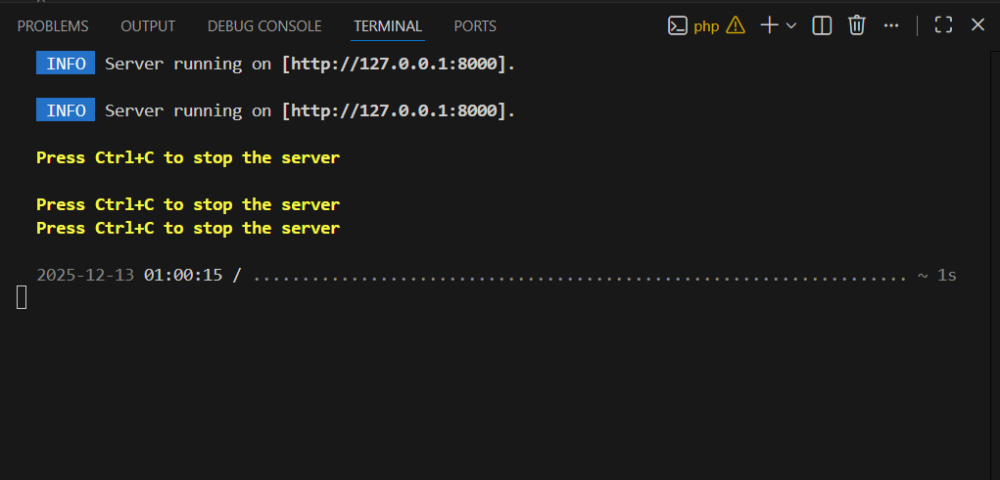 PROBLEMS OUTPUT DEBUG CONSOLE TERMINAL PORTS php
INFO Server running on [http://127.0.0.1:8000].
INFO Server running on [http://127.0.0.1:8000].
Press Ctrl+C to stop the server
Press Ctrl+C to stop the server
Press Ctrl+C to stop the server
2025-12-13 01:00:15 / ................................................................... ~ 1s